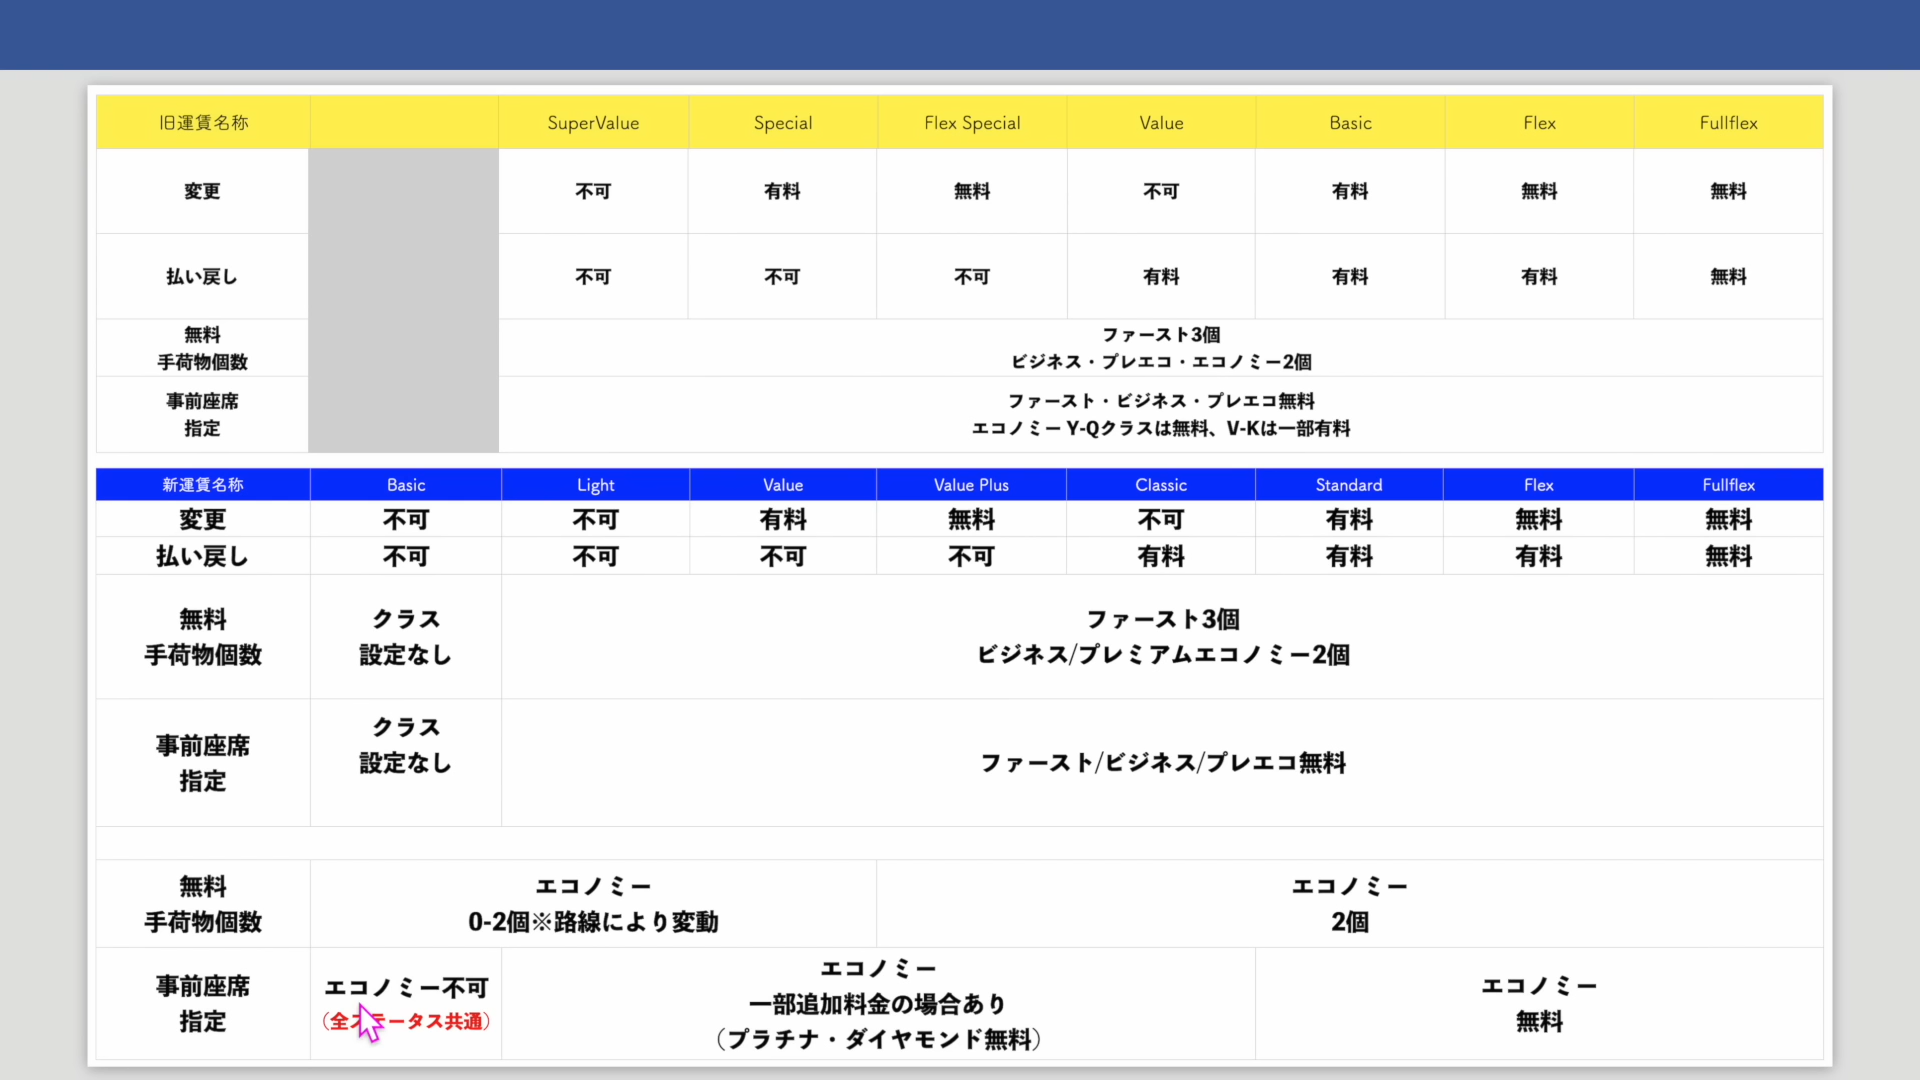 旧運賃名称 SuperValue Special Flex Special Value Basic Flex Fullflex
変更 不可 有料 無料 不可 有料 無料 無料
払い戻し 不可 不可 不可 有料 有料 有料 無料
無料
手荷物個数
ファースト3個
ビジネス・プレエコ・エコノミー2個
事前座席
指定
ファースト・ビジネス・プレエコ無料
エコノミー Y-Qクラスは無料、V-Kは一部有料
新運賃名称 Basic Light Value Value Plus Classic Standard Flex Fullflex
変更 不可 不可 有料 無料 不可 有料 無料 無料
払い戻し 不可 不可 不可 不可 有料 有料 有料 無料
無料
手荷物個数
クラス
設定なし
ファースト3個
ビジネス/プレミアムエコノミー2個
事前座席
指定
クラス
設定なし
ファースト/ビジネス/プレエコ無料
無料
手荷物個数
エコノミー
0-2個※路線により変動
エコノミー
2個
事前座席
指定
エコノミー不可
(全ステータス共通)
エコノミー
一部追加料金の場合あり
(プラチナ・ダイヤモンド無料)
エコノミー
無料